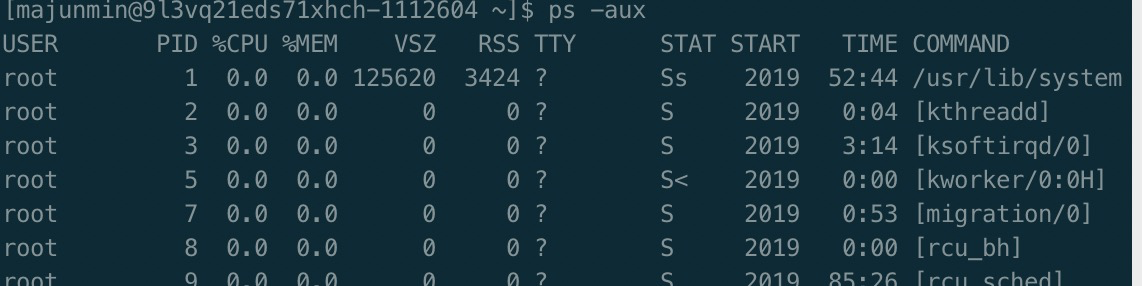 [majunmin@9l3vq21eds71xhch-1112604 ~]$ ps -aux
USER PID %CPU %MEM VSZ RSS TTY STAT START TIME COMMAND
root 1 0.0 0.0 125620 3424 ? Ss 2019 52:44 /usr/lib/system
root 2 0.0 0.0 0 0 ? S 2019 0:04 [kthreadd]
root 3 0.0 0.0 0 0 ? S 2019 3:14 [ksoftirqd/0]
root 5 0.0 0.0 0 0 ? S< 2019 0:00 [kworker/0:0H]
root 7 0.0 0.0 0 0 ? S 2019 0:53 [migration/0]
root 8 0.0 0.0 0 0 ? S 2019 0:00 [rcu_bh]
root 9 0.0 0.0 0 0 ? S 2019 85:26 [rcu_sched]